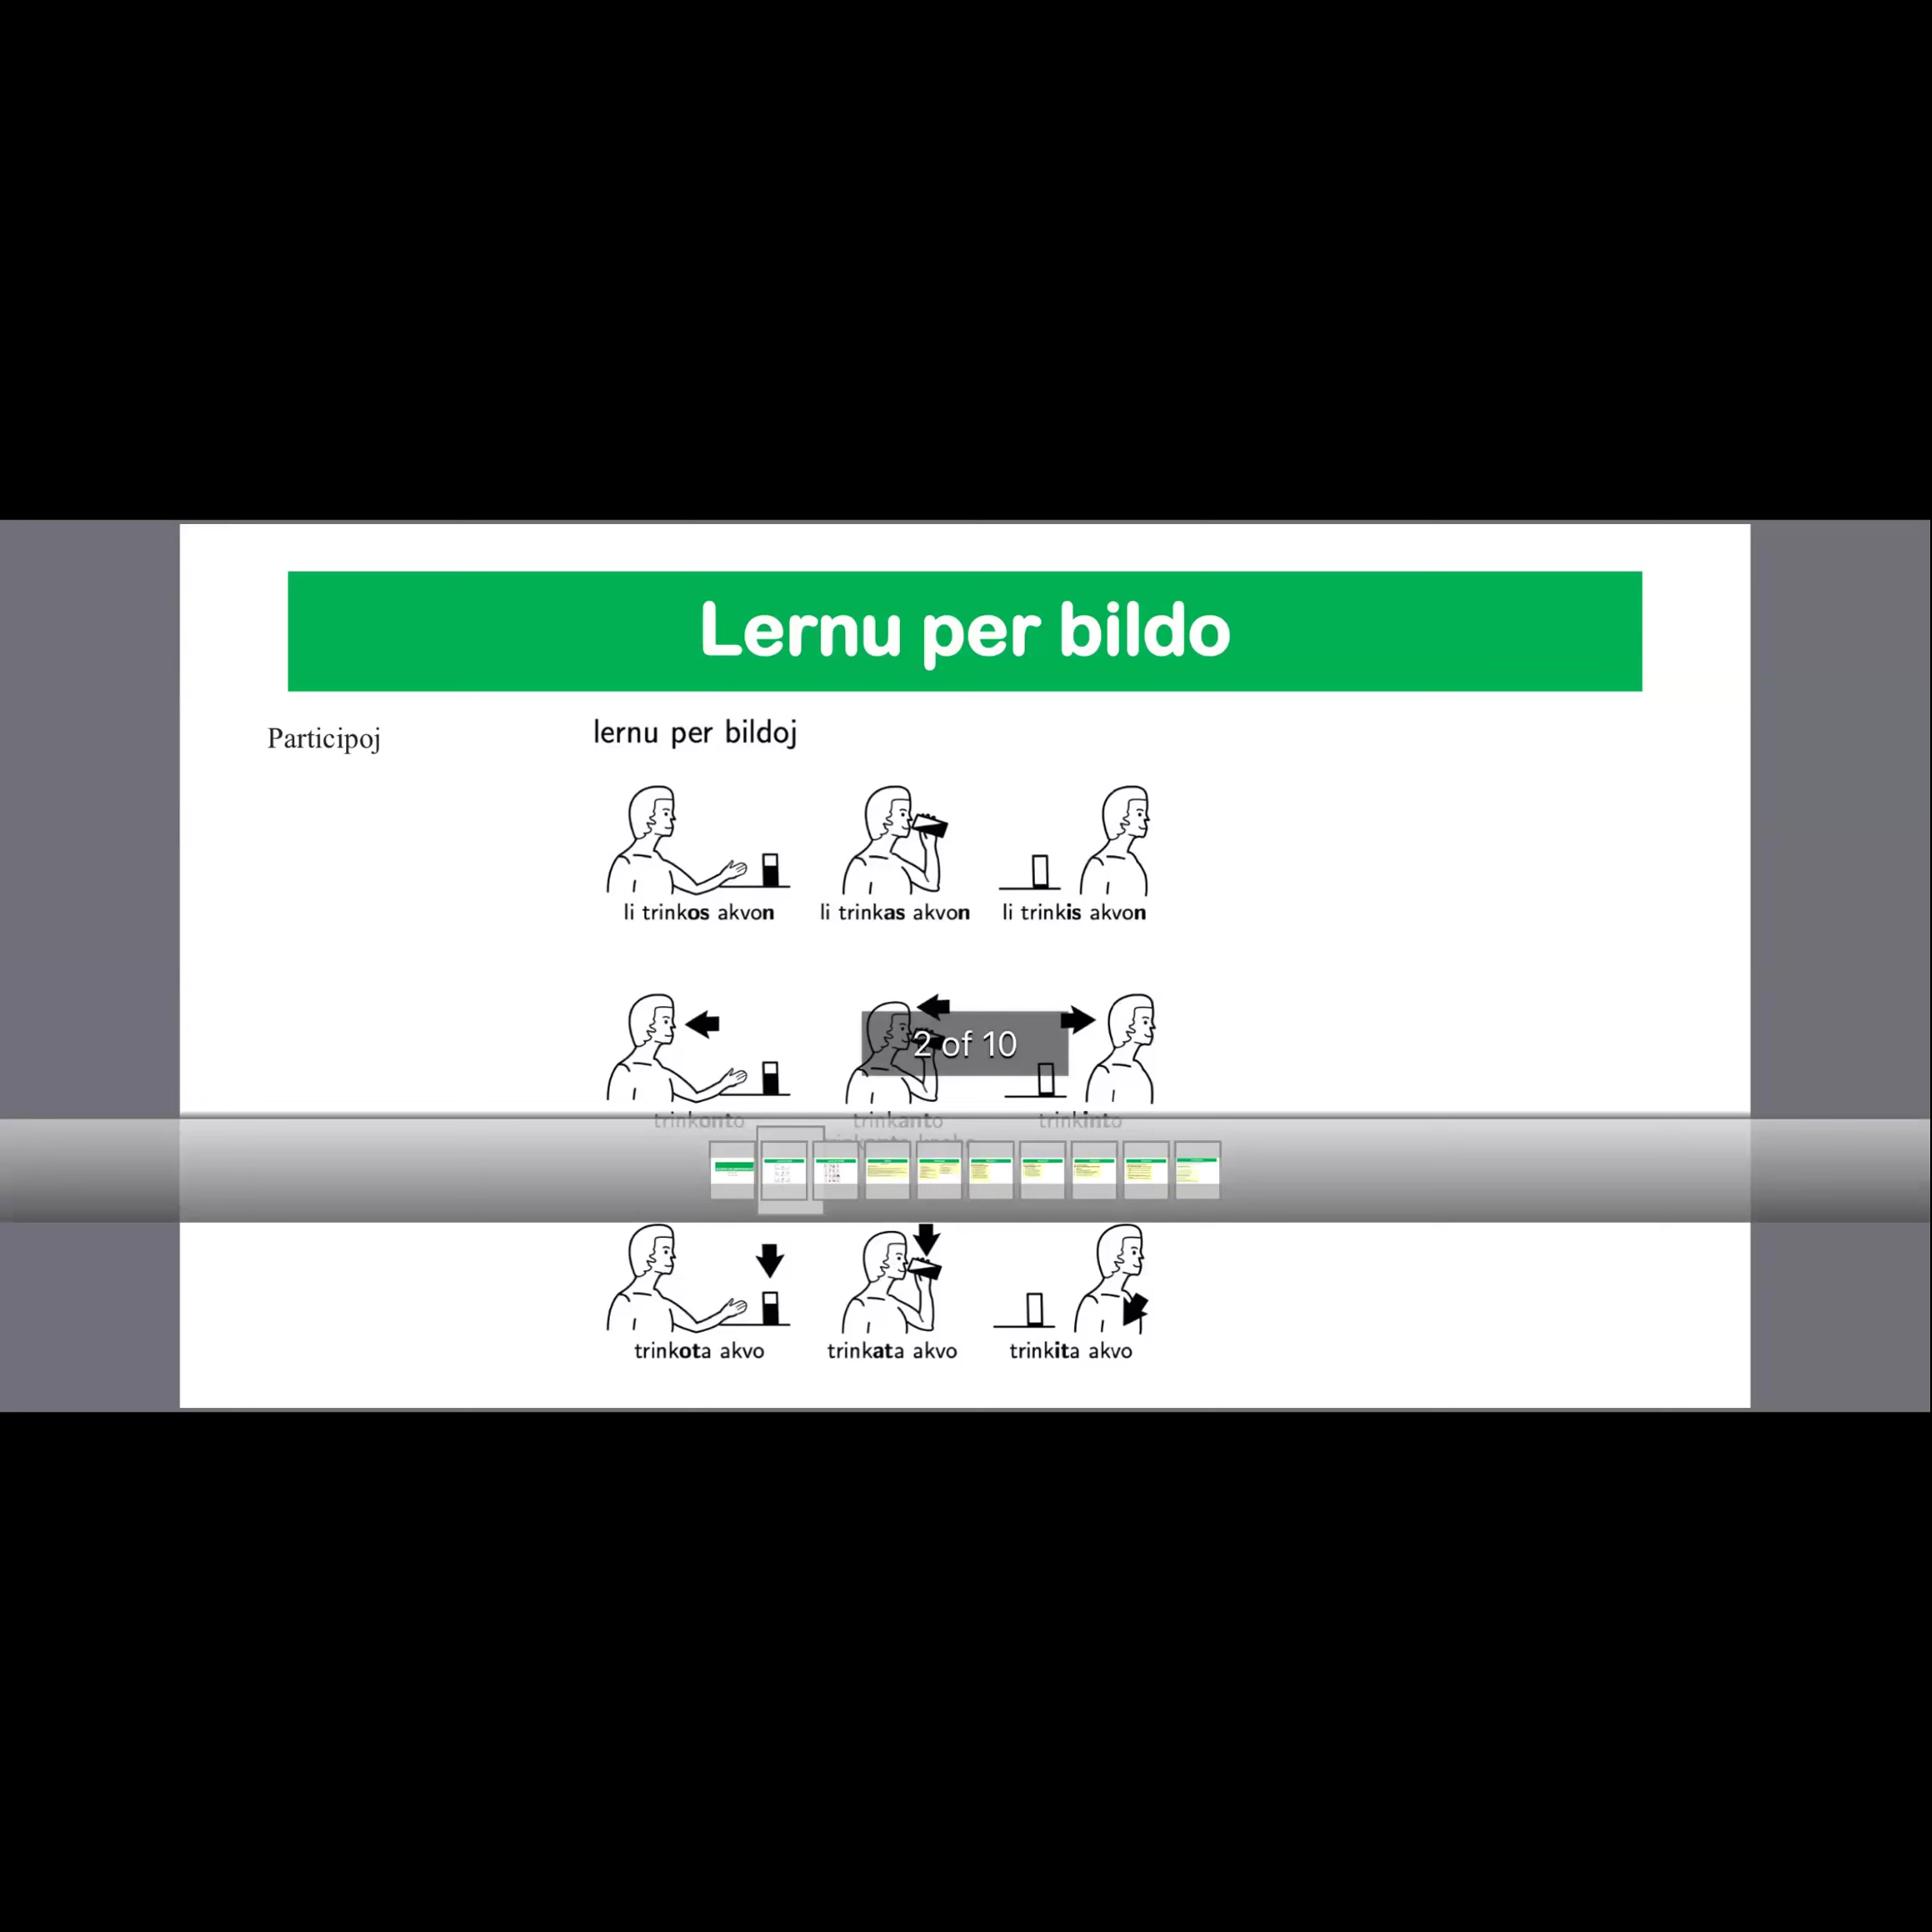 Lernu per bildo
Participoj
lernu per bildoj
li trinkos akvon
li trinkas akvon
li trinkis akvon
2 of 10
trinkonto
trinkanto
trinkinto
trinkota akvo
trinkata akvo
trinkita akvo